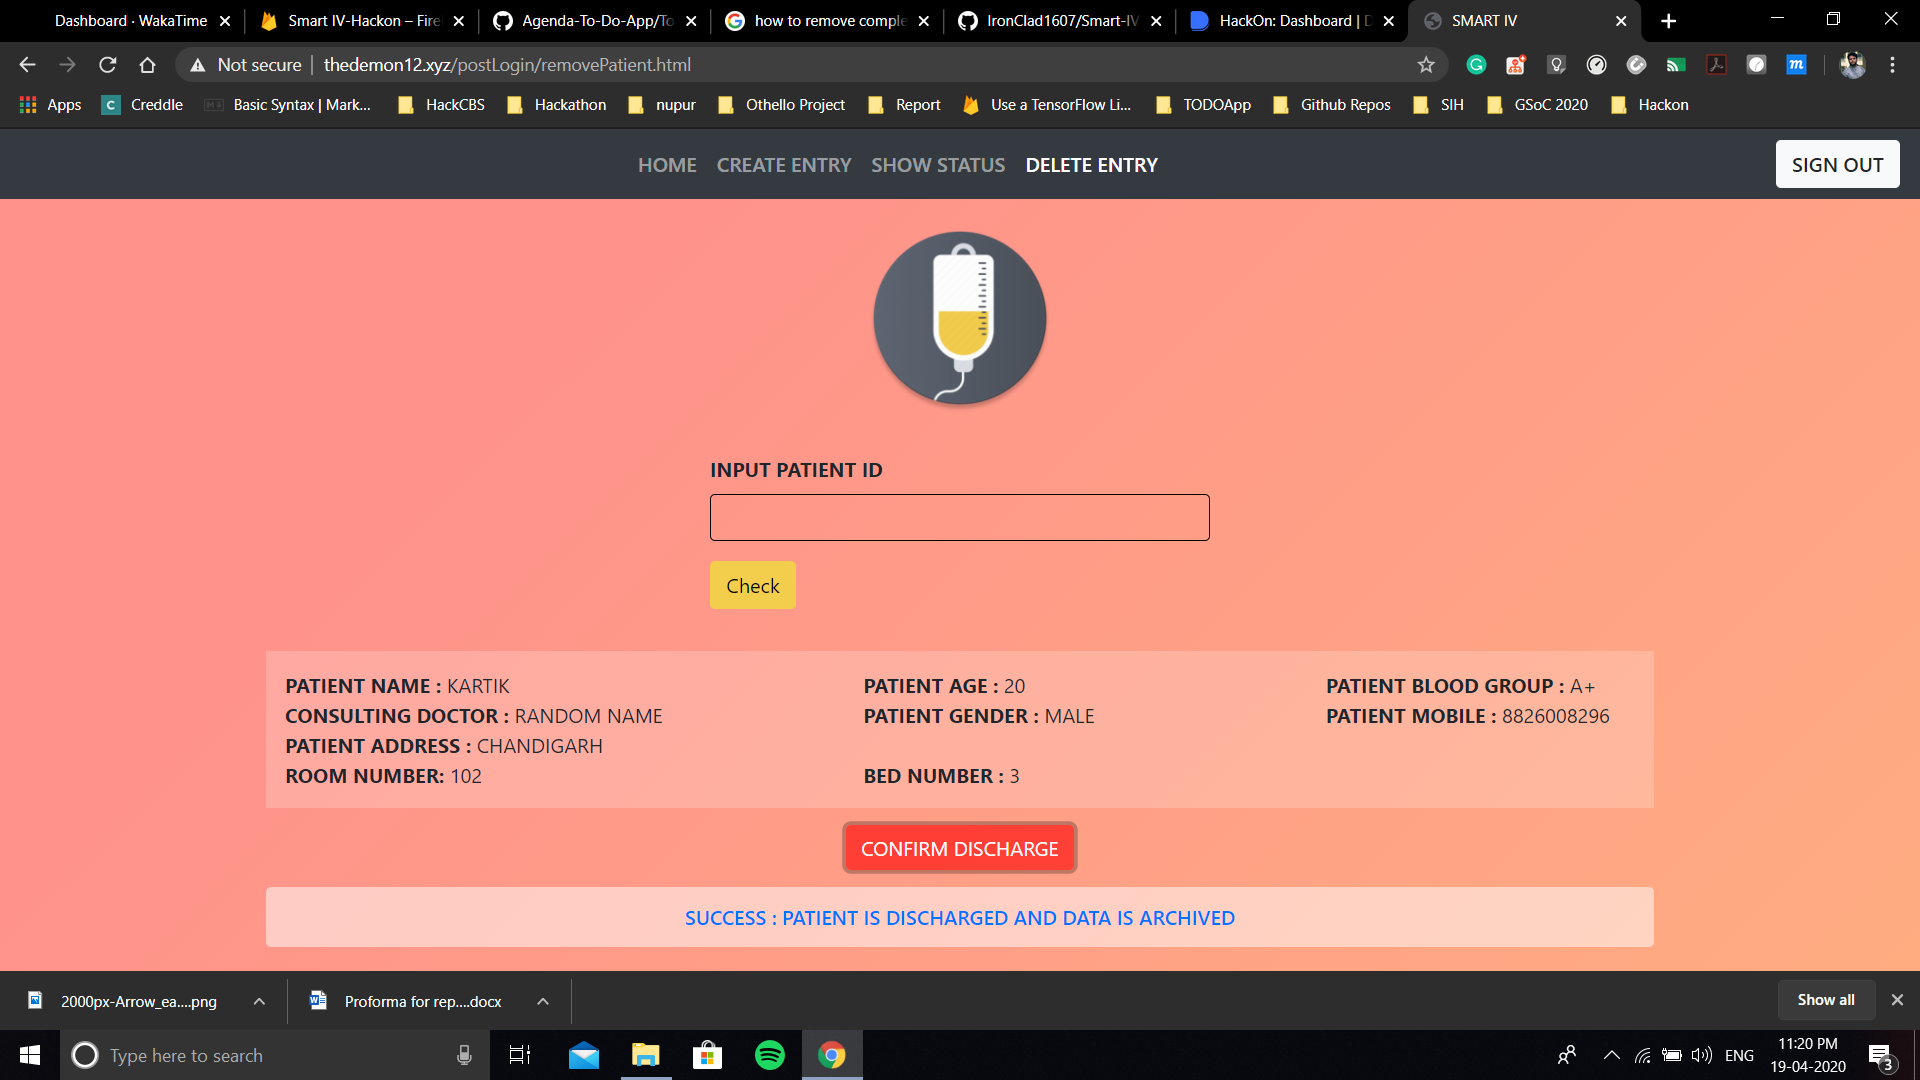 Dashboard · WakaTime
Smart IV-Hackon – Fire
Agenda-To-Do-App/To
how to remove comple
IronClad1607/Smart-IV
HackOn: Dashboard | D
SMART IV
Not secure
thedemon12.xyz/postLogin/removePatient.html
Apps
Creddle
Basic Syntax | Mark...
HackCBS
Hackathon
nupur
Othello Project
Report
Use a TensorFlow Li...
TODOApp
Github Repos
SIH
GSoC 2020
Hackon
HOME CREATE ENTRY SHOW STATUS DELETE ENTRY
SIGN OUT
INPUT PATIENT ID
Check
PATIENT NAME : KARTIK
PATIENT AGE : 20
PATIENT BLOOD GROUP : A+
CONSULTING DOCTOR : RANDOM NAME
PATIENT GENDER : MALE
PATIENT MOBILE : 8826008296
PATIENT ADDRESS : CHANDIGARH
ROOM NUMBER: 102
BED NUMBER : 3
CONFIRM DISCHARGE
SUCCESS : PATIENT IS DISCHARGED AND DATA IS ARCHIVED
2000px-Arrow_ea....png
Proforma for rep....docx
Show all
Type here to search
ENG
11:20 PM
19-04-2020
3